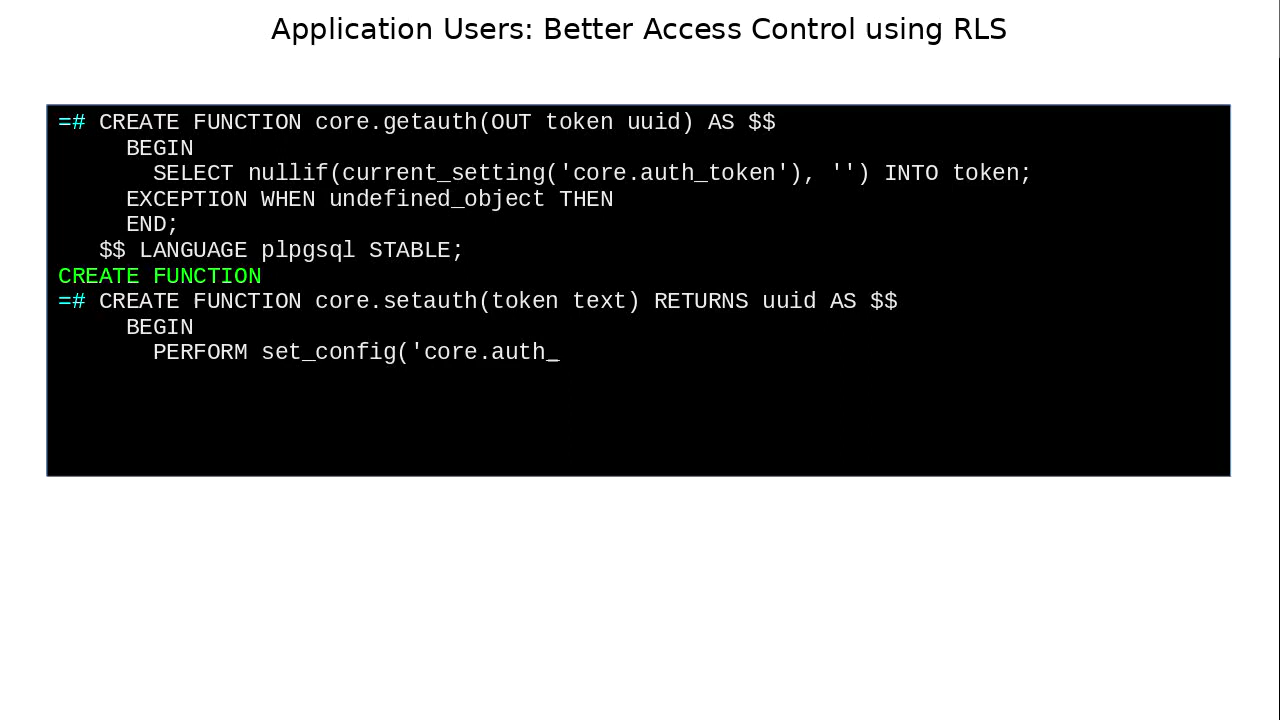 Application Users: Better Access Control using RLS
=# CREATE FUNCTION core.getauth(OUT token uuid) AS $$
BEGIN
SELECT nullif(current_setting('core.auth_token'), '') INTO token;
EXCEPTION WHEN undefined_object THEN
END;
$$ LANGUAGE plpgsql STABLE;
CREATE FUNCTION
=# CREATE FUNCTION core.setauth(token text) RETURNS uuid AS $$
BEGIN
PERFORM set_config('core.auth_